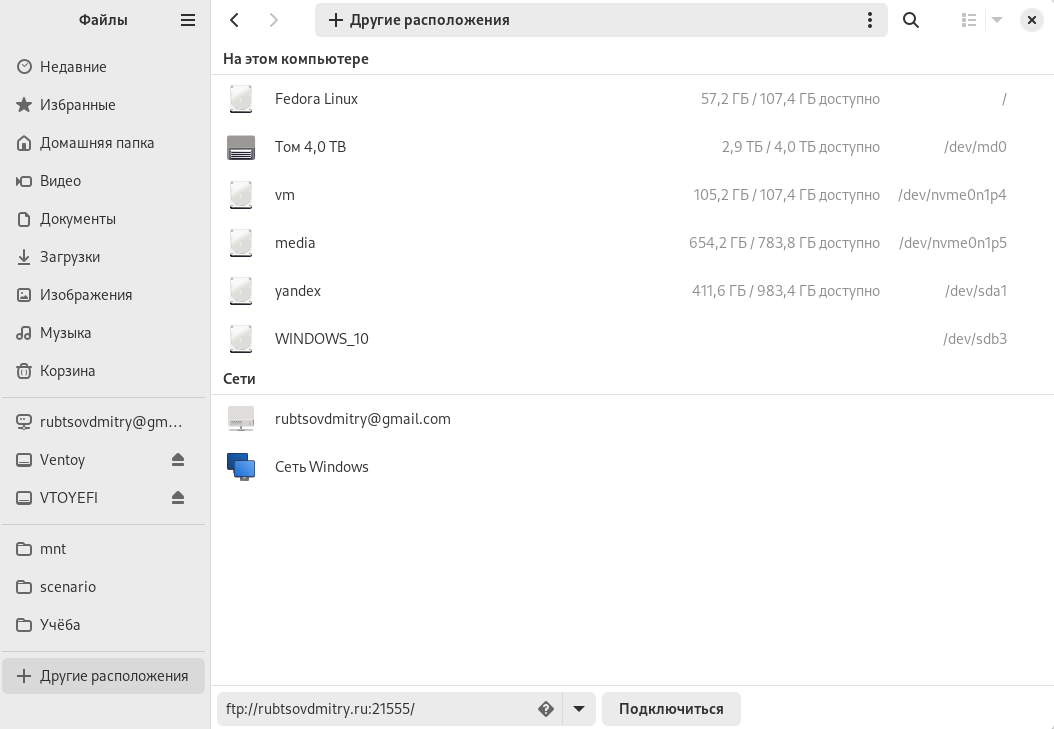 Файлы
Другие расположения
Недавние
Избранные
Домашняя папка
Видео
Документы
Загрузки
Изображения
Музыка
Корзина
rubtsovdmitry@gm…
Ventoy
VTOYEFI
mnt
scenario
Учёба
Другие расположения
На этом компьютере
Fedora Linux 57,2 ГБ / 107,4 ГБ доступно /
Том 4,0 ТВ 2,9 ТБ / 4,0 ТБ доступно /dev/md0
vm 105,2 ГБ / 107,4 ГБ доступно /dev/nvme0n1p4
media 654,2 ГБ / 783,8 ГБ доступно /dev/nvme0n1p5
yandex 411,6 ГБ / 983,4 ГБ доступно /dev/sda1
WINDOWS_10 /dev/sdb3
Сети
rubtsovdmitry@gmail.com
Сеть Windows
ftp://rubtsovdmitry.ru:21555/ Подключиться